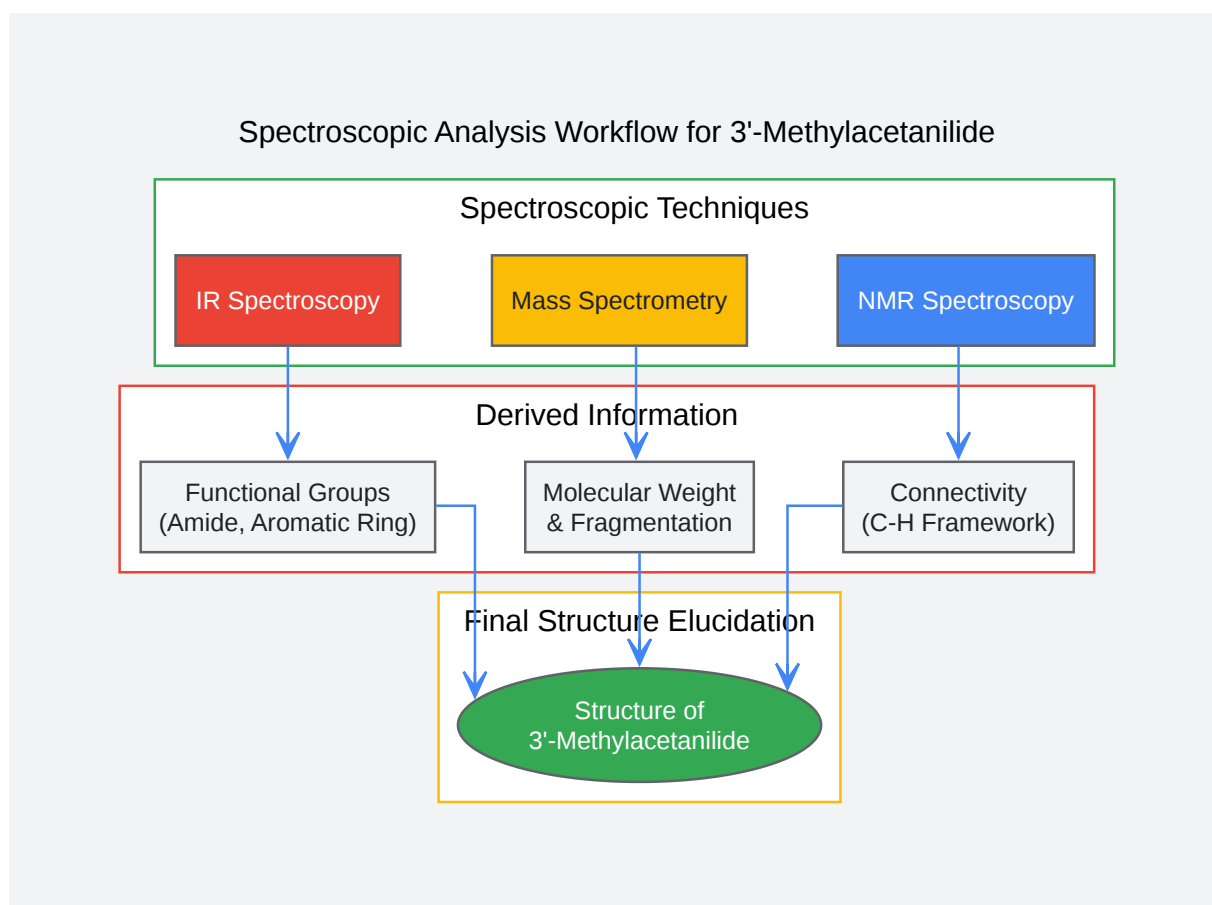 Spectroscopic Analysis Workflow for 3'-Methylacetanilide
Spectroscopic Techniques
IR Spectroscopy
Mass Spectrometry
NMR Spectroscopy
Derived Information
Functional Groups
(Amide, Aromatic Ring)
Molecular Weight
& Fragmentation
Connectivity
(C-H Framework)
Final Structure Elucidation
Structure of
3'-Methylacetanilide